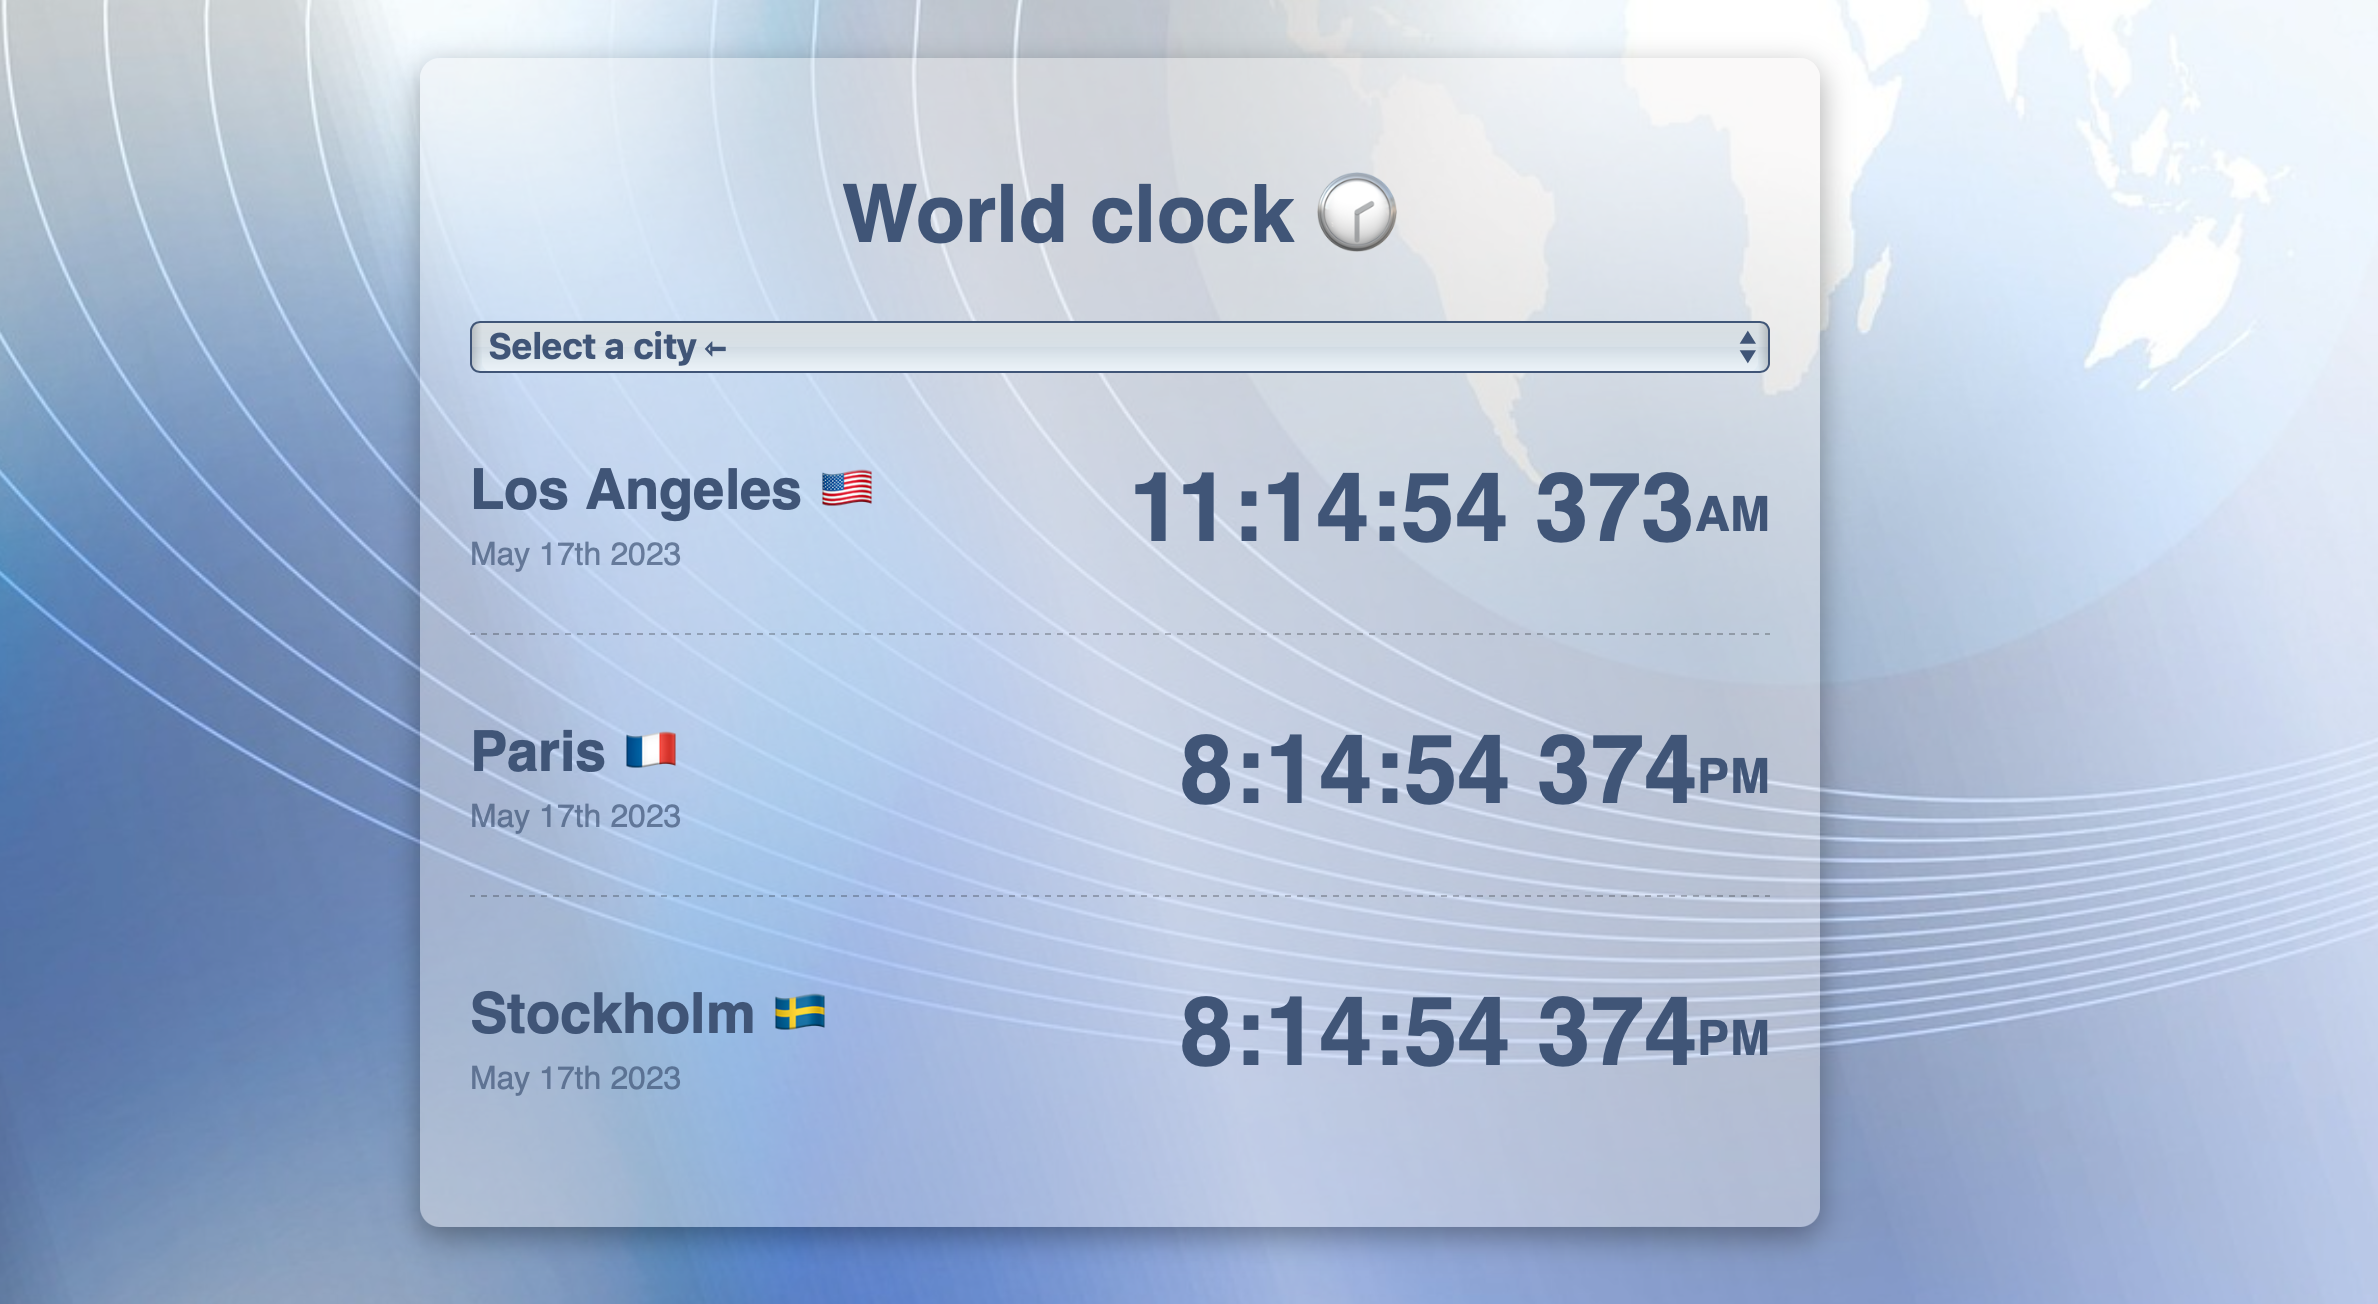 World clock 🕝
Select a city ⇠
Los Angeles 🇺🇸
May 17th 2023
11:14:54 373AM
Paris 🇫🇷
May 17th 2023
8:14:54 374PM
Stockholm 🇸🇪
May 17th 2023
8:14:54 374PM